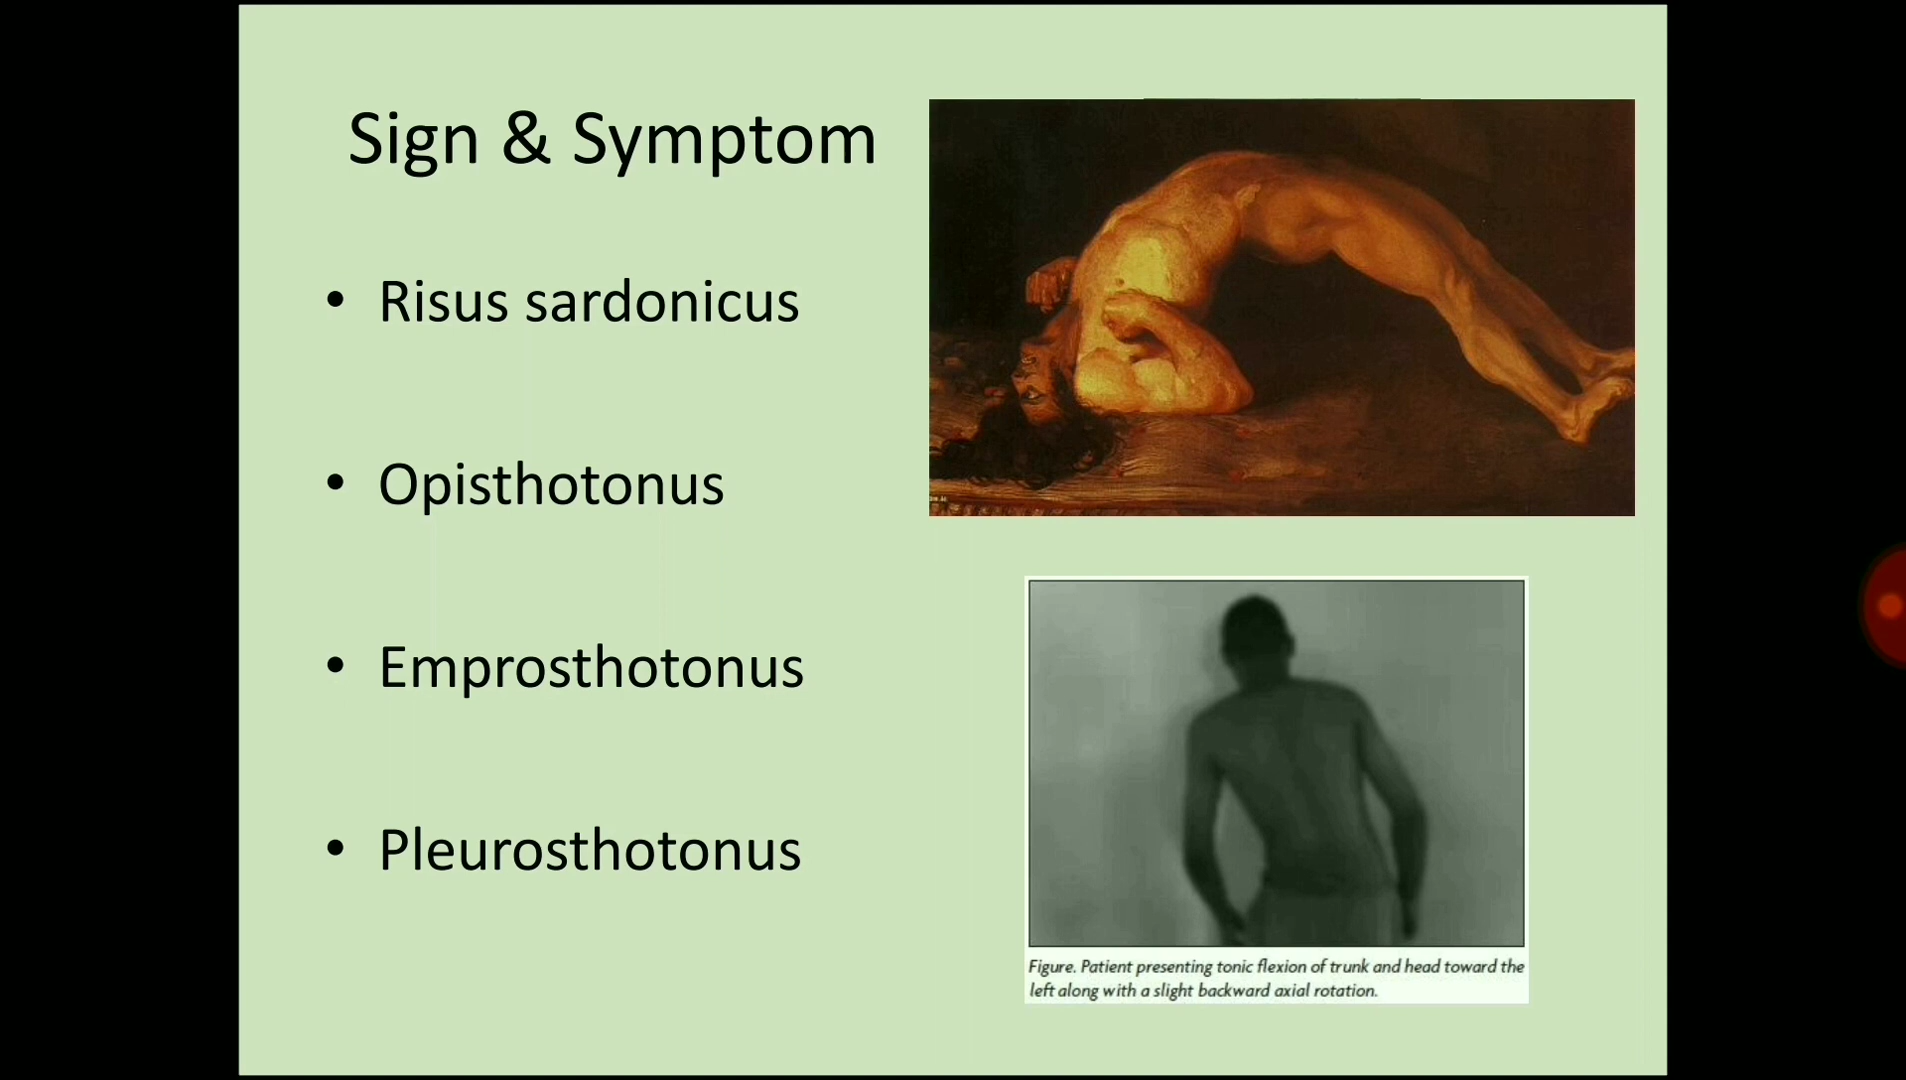 Sign & Symptom
• Risus sardonicus
• Opisthotonus
• Emprosthotonus
• Pleurosthotonus
Figure. Patient presenting tonic flexion of trunk and head toward the
left along with a slight backward axial rotation.